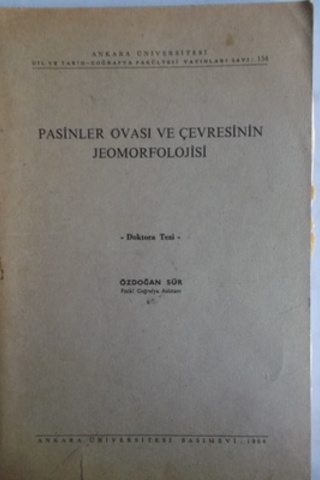 ANKARA ÜNİVERSİTESİ
DİL VE TARİH-COĞRAFYA FAKÜLTESİ YAYINLARI SAYI: 154
PASİNLER OVASI VE ÇEVRESİNİN
JEOMORFOLOJİSİ
- Doktora Tezi -
ÖZDOĞAN SÜR
Fizikî Coğrafya Asistanı
ANKARA ÜNİVERSİTESİ BASIMEVİ. 1964